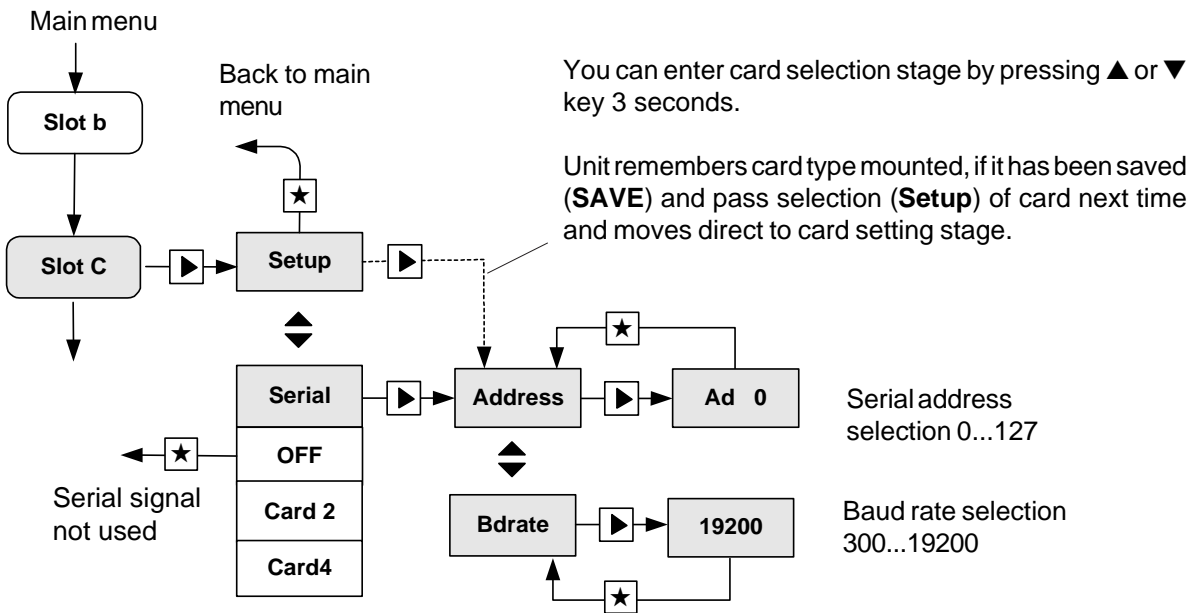 Main menu
Slot b
Slot C
Back to main
menu
Setup
You can enter card selection stage by pressing ▲ or ▼
key 3 seconds.
Unit remembers card type mounted, if it has been saved
(SAVE) and pass selection (Setup) of card next time
and moves direct to card setting stage.
Serial
OFF
Card 2
Card4
Serial signal
not used
Address
Ad 0
Serial address
selection 0...127
Bdrate
19200
Baud rate selection
300...19200